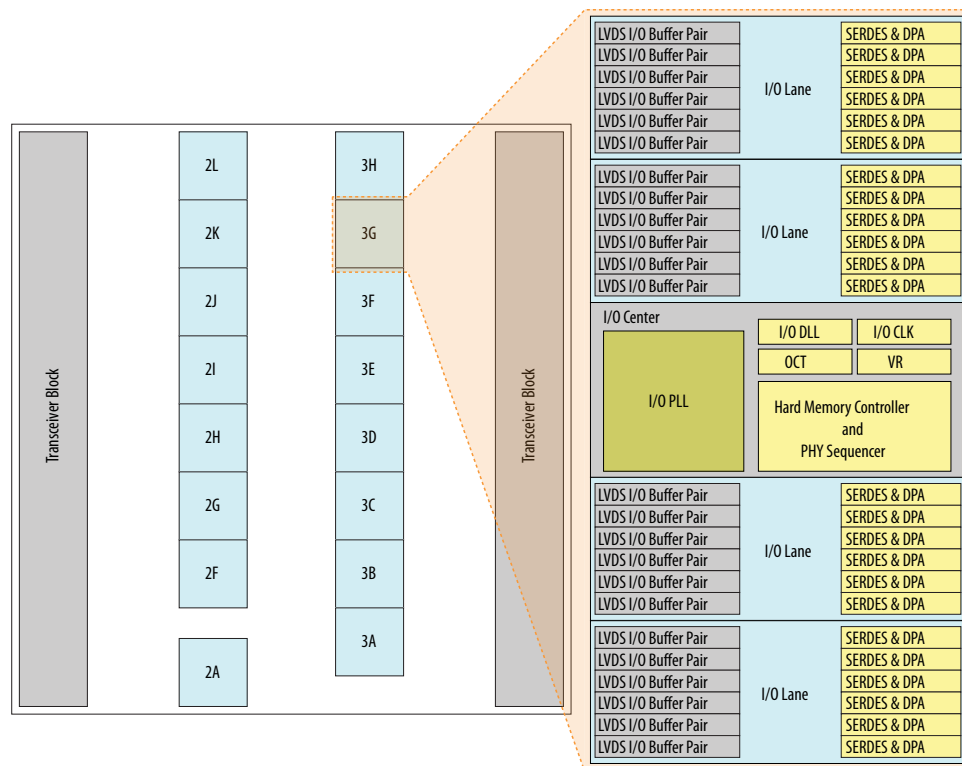 Transceiver Block
2L
2K
2J
2I
2H
2G
2F
2A
3H
3G
3F
3E
3D
3C
3B
3A
Transceiver Block
LVDS I/O Buffer Pair
LVDS I/O Buffer Pair
LVDS I/O Buffer Pair
LVDS I/O Buffer Pair
LVDS I/O Buffer Pair
LVDS I/O Buffer Pair
I/O Lane
SERDES & DPA
SERDES & DPA
SERDES & DPA
SERDES & DPA
SERDES & DPA
SERDES & DPA
LVDS I/O Buffer Pair
LVDS I/O Buffer Pair
LVDS I/O Buffer Pair
LVDS I/O Buffer Pair
LVDS I/O Buffer Pair
LVDS I/O Buffer Pair
I/O Lane
SERDES & DPA
SERDES & DPA
SERDES & DPA
SERDES & DPA
SERDES & DPA
SERDES & DPA
I/O Center
I/O PLL
I/O DLL
I/O CLK
OCT
VR
Hard Memory Controller
and
PHY Sequencer
LVDS I/O Buffer Pair
LVDS I/O Buffer Pair
LVDS I/O Buffer Pair
LVDS I/O Buffer Pair
LVDS I/O Buffer Pair
LVDS I/O Buffer Pair
I/O Lane
SERDES & DPA
SERDES & DPA
SERDES & DPA
SERDES & DPA
SERDES & DPA
SERDES & DPA
LVDS I/O Buffer Pair
LVDS I/O Buffer Pair
LVDS I/O Buffer Pair
LVDS I/O Buffer Pair
LVDS I/O Buffer Pair
LVDS I/O Buffer Pair
I/O Lane
SERDES & DPA
SERDES & DPA
SERDES & DPA
SERDES & DPA
SERDES & DPA
SERDES & DPA